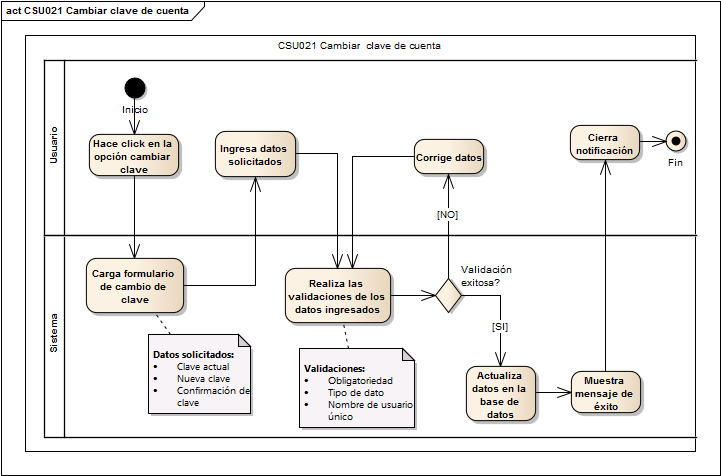 act CSU021 Cambiar clave de cuenta
CSU021 Cambiar clave de cuenta
Usuario
Inicio
Hace click en la
opción cambiar
clave
Ingresa datos
solicitados
Corrige datos
Cierra
notificación
Fin
[NO]
Sistema
Carga formulario
de cambio de
clave
Realiza las
validaciones de los
datos ingresados
Validación
exitosa?
[SI]
Datos solicitados:
• Clave actual
• Nueva clave
• Confirmación de
clave
Validaciones:
• Obligatoriedad
• Tipo de dato
• Nombre de usuario
único
Actualiza
datos en la
base de
datos
Muestra
mensaje de
éxito